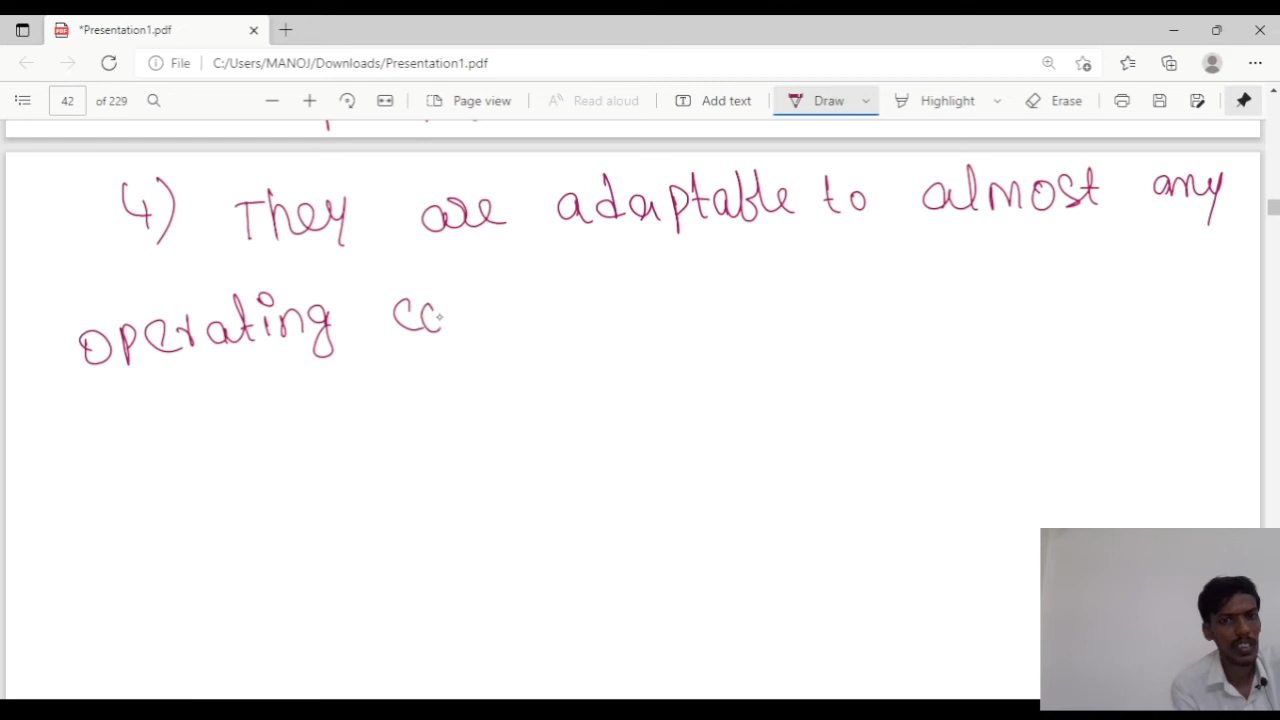 *Presentation1.pdf
File C:/Users/MANOJ/Downloads/Presentation1.pdf
42 of 229 Page view Read aloud Add text Draw Highlight Erase
4) They are adaptable to almost any
operating co